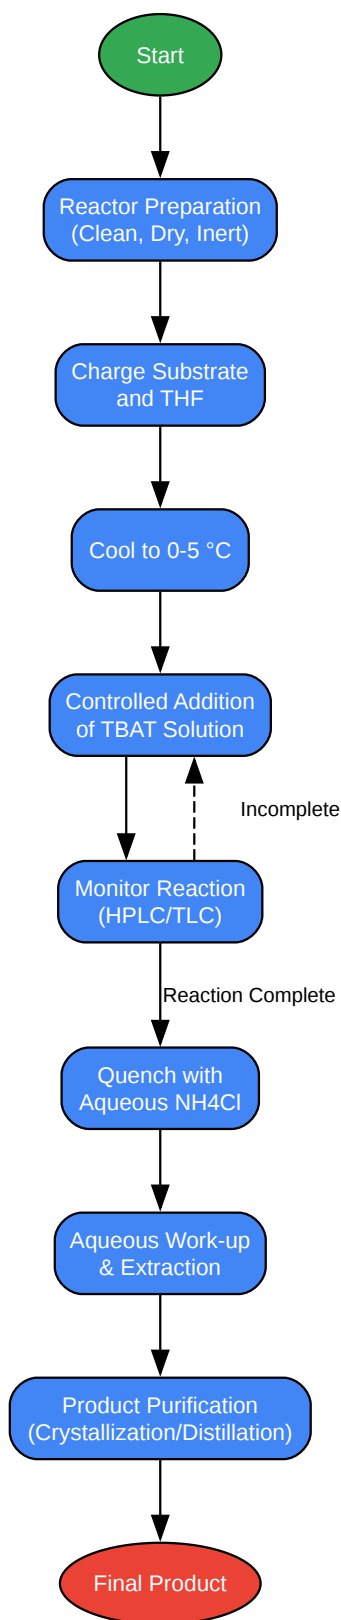 Start
Reactor Preparation
(Clean, Dry, Inert)
Charge Substrate
and THF
Cool to 0-5 °C
Controlled Addition
of TBAT Solution
Incomplete
Monitor Reaction
(HPLC/TLC)
Reaction Complete
Quench with
Aqueous NH4Cl
Aqueous Work-up
& Extraction
Product Purification
(Crystallization/Distillation)
Final Product